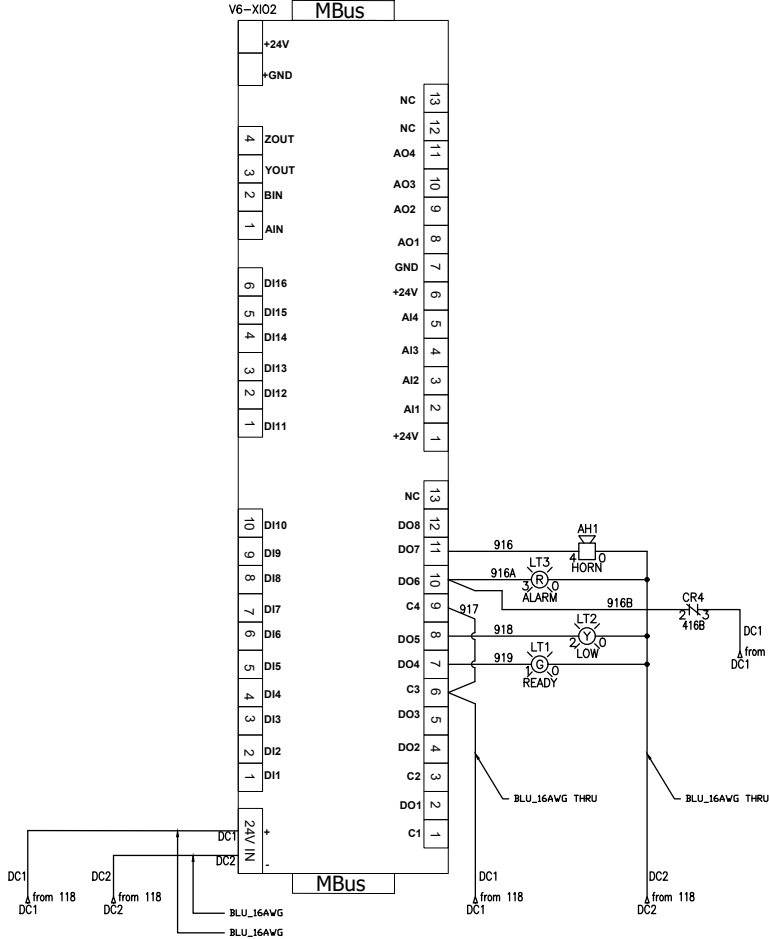 V6-XIO2
MBus
+24V
+GND
4 ZOUT
3 YOUT
2 BIN
1 AIN
6 DI16
5 DI15
4 DI14
3 DI13
2 DI12
1 DI11
10 DI10
9 DI9
8 DI8
7 DI7
6 DI6
5 DI5
4 DI4
3 DI3
2 DI2
1 DI1
24V IN
+
-
DC1
DC2
NC 13
NC 12
AO4 11
AO3 10
AO2 9
AO1 8
GND 7
+24V 6
AI4 5
AI3 4
AI2 3
AI1 2
+24V 1
NC 13
DO8 12
DO7 11
DO6 10
C4 9
DO5 8
DO4 7
C3 6
DO3 5
DO2 4
C2 3
DO1 2
C1 1
916
AH1
4 0
HORN
916A
LT3
3 R 0
ALARM
916B
CR4
2 3
416B
DC1
from
DC1
917
918
LT2
2 Y 0
LOW
919
LT1
1 G 0
READY
BLU_16AWG THRU
BLU_16AWG THRU
DC1
from 118
DC1
DC2
from 118
DC2
DC1
from 118
DC1
DC2
from 118
DC2
BLU_16AWG
BLU_16AWG
MBus